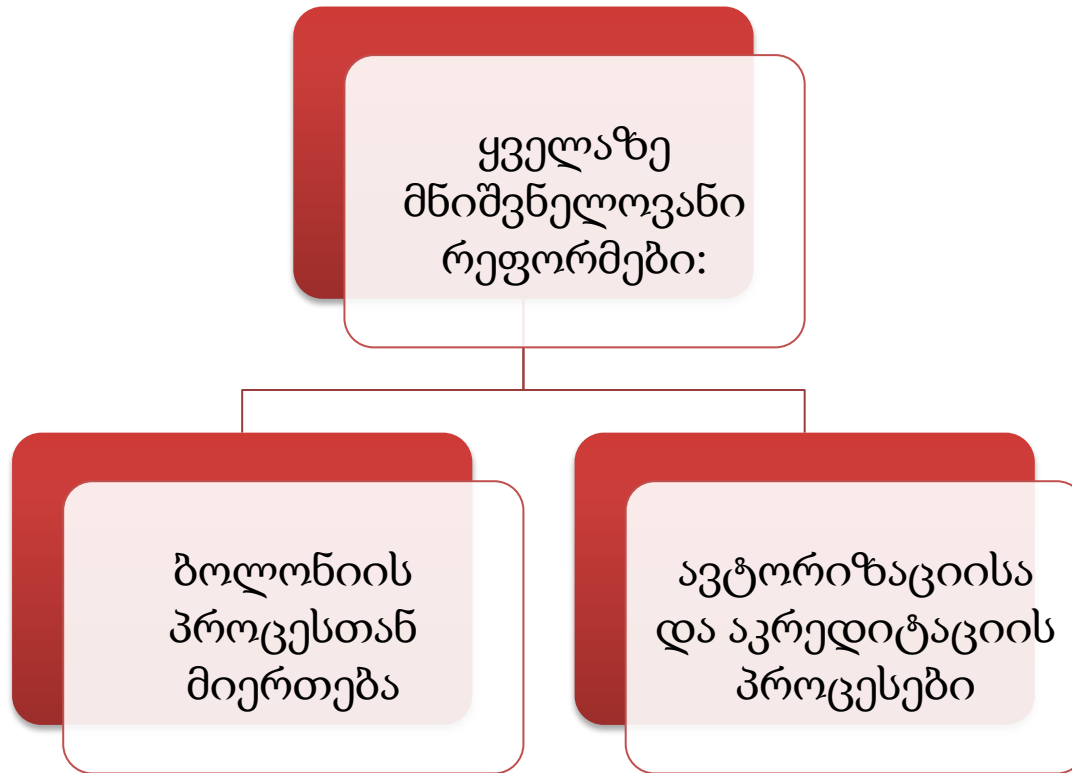 ყველაზე
მნიშვნელოვანი
რეფორმები:
ბოლონიის
პროცესთან
მიერთება
ავტორიზაციისა
და აკრედიტაციის
პროცესები